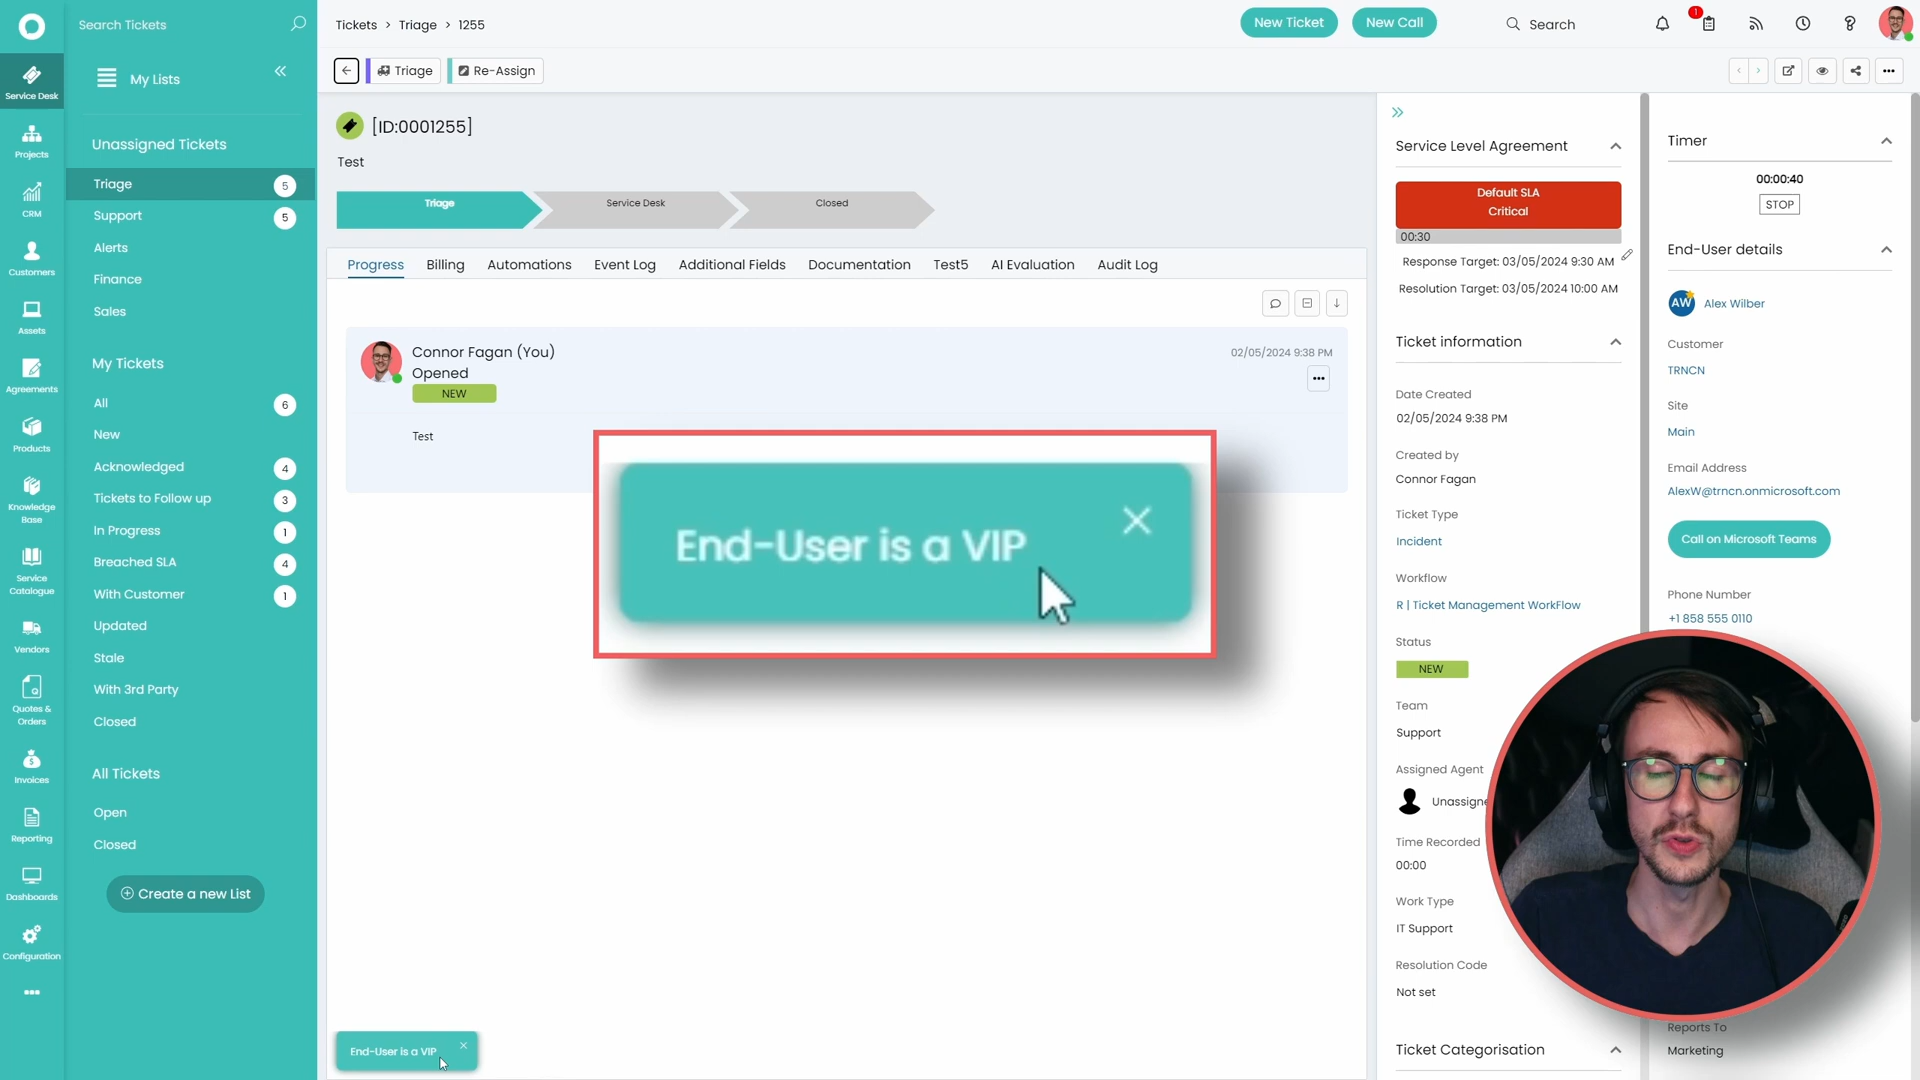 Search Tickets
Service Desk
Projects
CRM
Customers
Assets
Agreements
Products
Knowledge
Base
Service
Catalogue
Vendors
Quotes &
Orders
Invoices
Reporting
Dashboards
Configuration
My Lists
Unassigned Tickets
Triage 5
Support 5
Alerts
Finance
Sales
My Tickets
All 6
New
Acknowledged 4
Tickets to Follow up 3
In Progress 1
Breached SLA 4
With Customer 1
Updated
Stale
With 3rd Party
Closed
All Tickets
Open
Closed
Create a new List
Tickets > Triage > 1255
New Ticket New Call
Search
1
Triage Re-Assign
[ID:0001255]
Test
Triage Service Desk Closed
Progress Billing Automations Event Log Additional Fields Documentation Test5 AI Evaluation Audit Log
Connor Fagan (You)
02/05/2024 9:38 PM
Opened
NEW
Test
End-User is a VIP
End-User is a VIP
Service Level Agreement
Default SLA
Critical
00:30
Response Target: 03/05/2024 9:30 AM
Resolution Target: 03/05/2024 10:00 AM
Ticket information
Date Created
02/05/2024 9:38 PM
Created by
Connor Fagan
Ticket Type
Incident
Workflow
R | Ticket Management WorkFlow
Status
NEW
Team
Support
Assigned Agent
Unassigne
Time Recorded
00:00
Work Type
IT Support
Resolution Code
Not set
Ticket Categorisation
Timer
00:00:40
STOP
End-User details
AW Alex Wilber
Customer
TRNCN
Site
Main
Email Address
AlexW@trncn.onmicrosoft.com
Call on Microsoft Teams
Phone Number
+1 858 555 0110
Reports To
Marketing